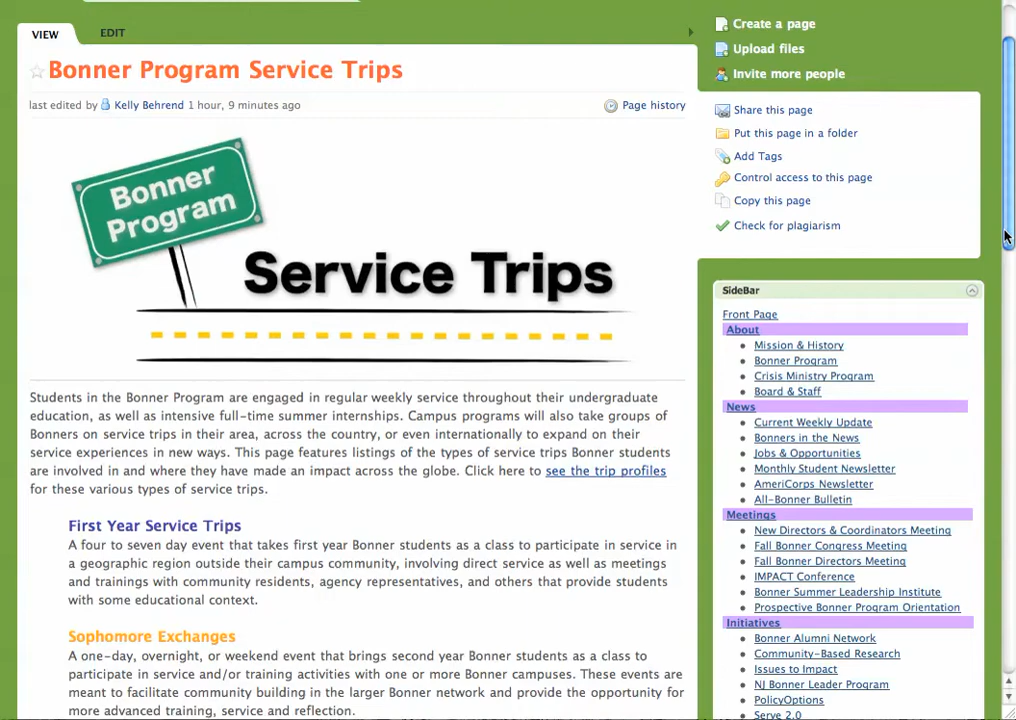 VIEW
EDIT
Bonner Program Service Trips
last edited by Kelly Behrend 1 hour, 9 minutes ago
Page history
Bonner
Program
Service Trips
Students in the Bonner Program are engaged in regular weekly service throughout their undergraduate
education, as well as intensive full-time summer internships. Campus programs will also take groups of
Bonners on service trips in their area, across the country, or even internationally to expand on their
service experiences in new ways. This page features listings of the types of service trips Bonner students
are involved in and where they have made an impact across the globe. Click here to see the trip profiles
for these various types of service trips.
First Year Service Trips
A four to seven day event that takes first year Bonner students as a class to participate in service in
a geographic region outside their campus community, involving direct service as well as meetings
and trainings with community residents, agency representatives, and others that provide students
with some educational context.
Sophomore Exchanges
A one-day, overnight, or weekend event that brings second year Bonner students as a class to
participate in service and/or training activities with one or more Bonner campuses. These events are
meant to facilitate community building in the larger Bonner network and provide the opportunity for
more advanced training, service and reflection.
Create a page
Upload files
Invite more people
Share this page
Put this page in a folder
Add Tags
Control access to this page
Copy this page
Check for plagiarism
SideBar
Front Page
About
Mission & History
Bonner Program
Crisis Ministry Program
Board & Staff
News
Current Weekly Update
Bonners in the News
Jobs & Opportunities
Monthly Student Newsletter
AmeriCorps Newsletter
All-Bonner Bulletin
Meetings
New Directors & Coordinators Meeting
Fall Bonner Congress Meeting
Fall Bonner Directors Meeting
IMPACT Conference
Bonner Summer Leadership Institute
Prospective Bonner Program Orientation
Initiatives
Bonner Alumni Network
Community-Based Research
Issues to Impact
NJ Bonner Leader Program
PolicyOptions
Serve 2.0